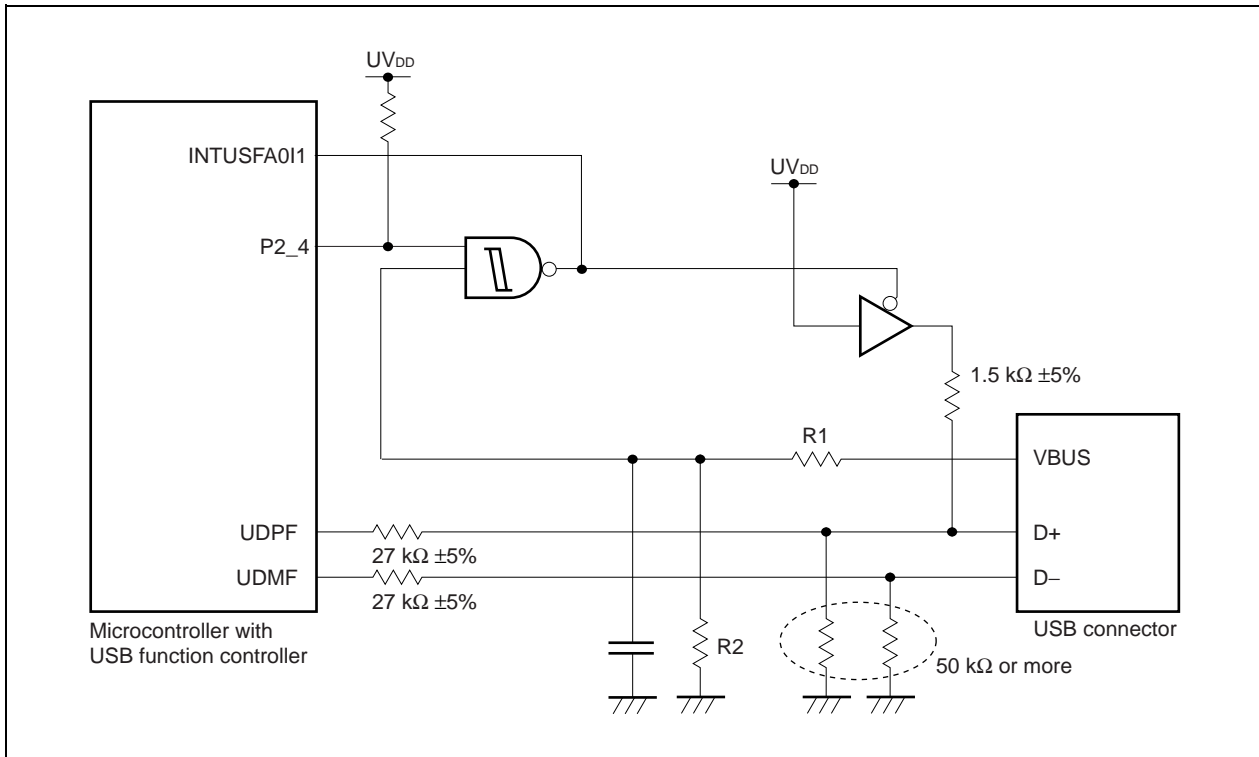 UVDD
INTUSFA0I1
UVDD
P2_4
1.5 kΩ ±5%
R1
VBUS
UDPF
D+
27 kΩ ±5%
UDMF
D−
27 kΩ ±5%
Microcontroller with
USB function controller
R2
USB connector
50 kΩ or more